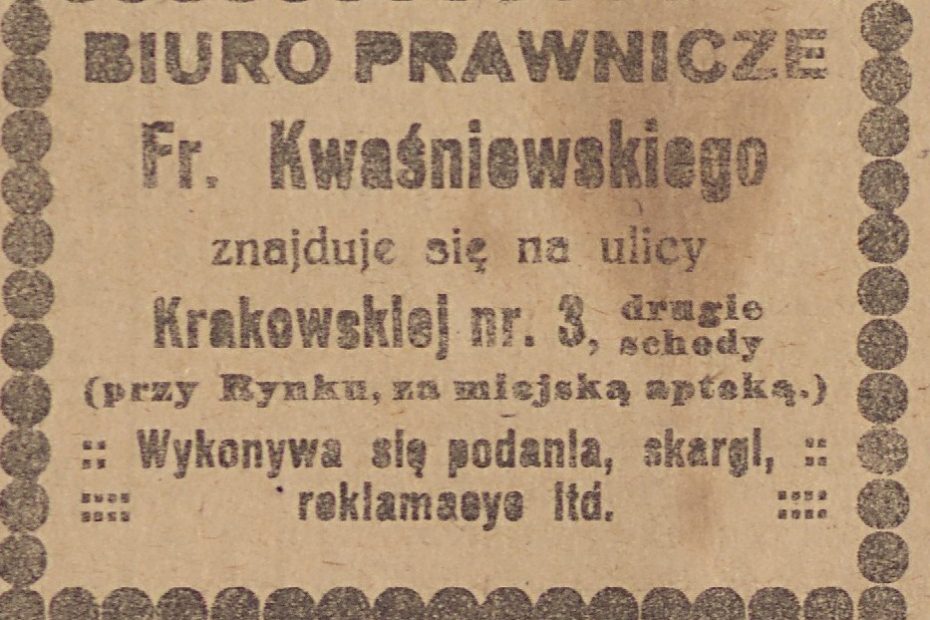 BIURO PRAWNICZE
Fr. Kwaśniewskiego
znajduje się na ulicy
Krakowskiej nr. 3, drugie schody
(przy Rynku, za miejską apteką.)
:: Wykonywa się podania, skargi, ::
:::: reklamacye itd. ::::